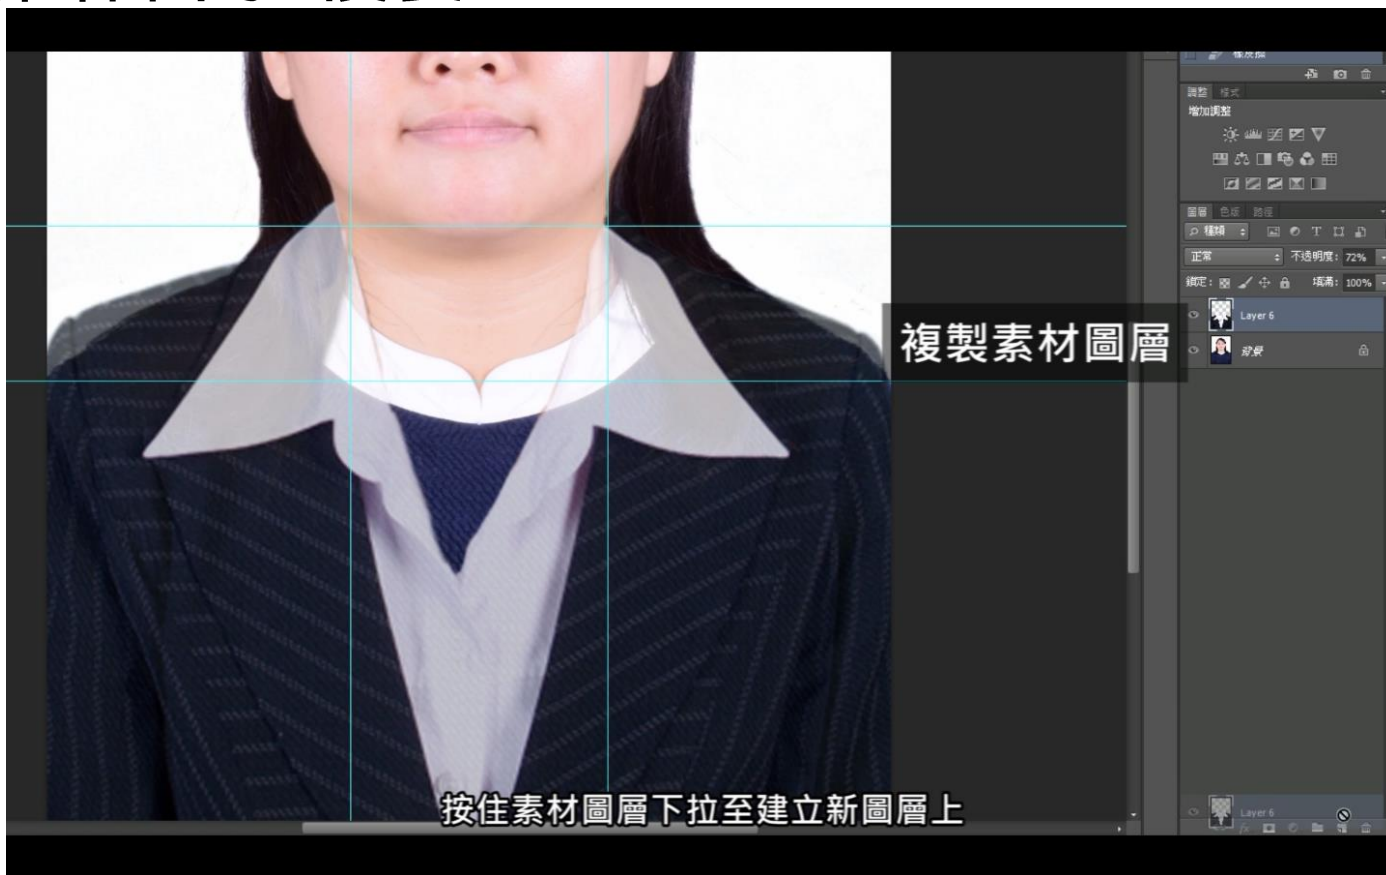 調整 樣式
增加調整
圖層 色版 路徑
種類
正常 不透明度: 72%
鎖定: 填滿: 100%
Layer 6
背景
複製素材圖層
按住素材圖層下拉至建立新圖層上
Layer 6